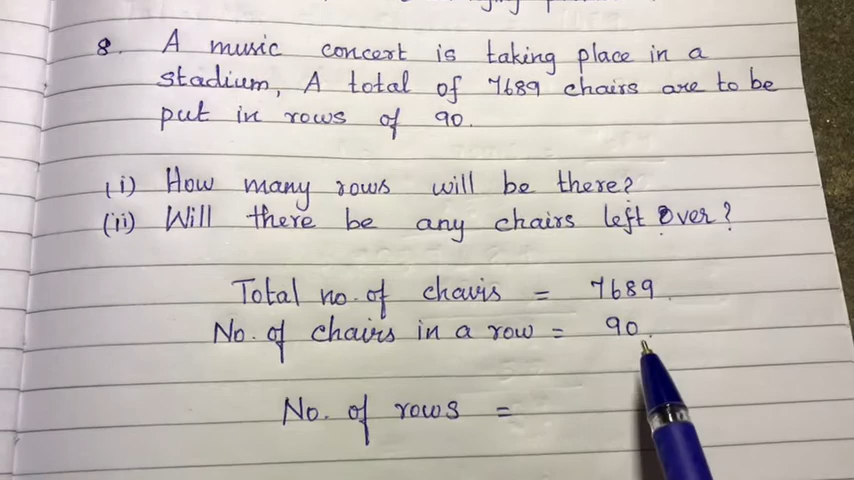 8. A music concert is taking place in a
stadium, A total of 7689 chairs are to be
put in rows of 90.
(i) How many rows will be there?
(ii) Will there be any chairs left over?
Total no. of chairs = 7689.
No. of chairs in a row = 90.
No. of rows =